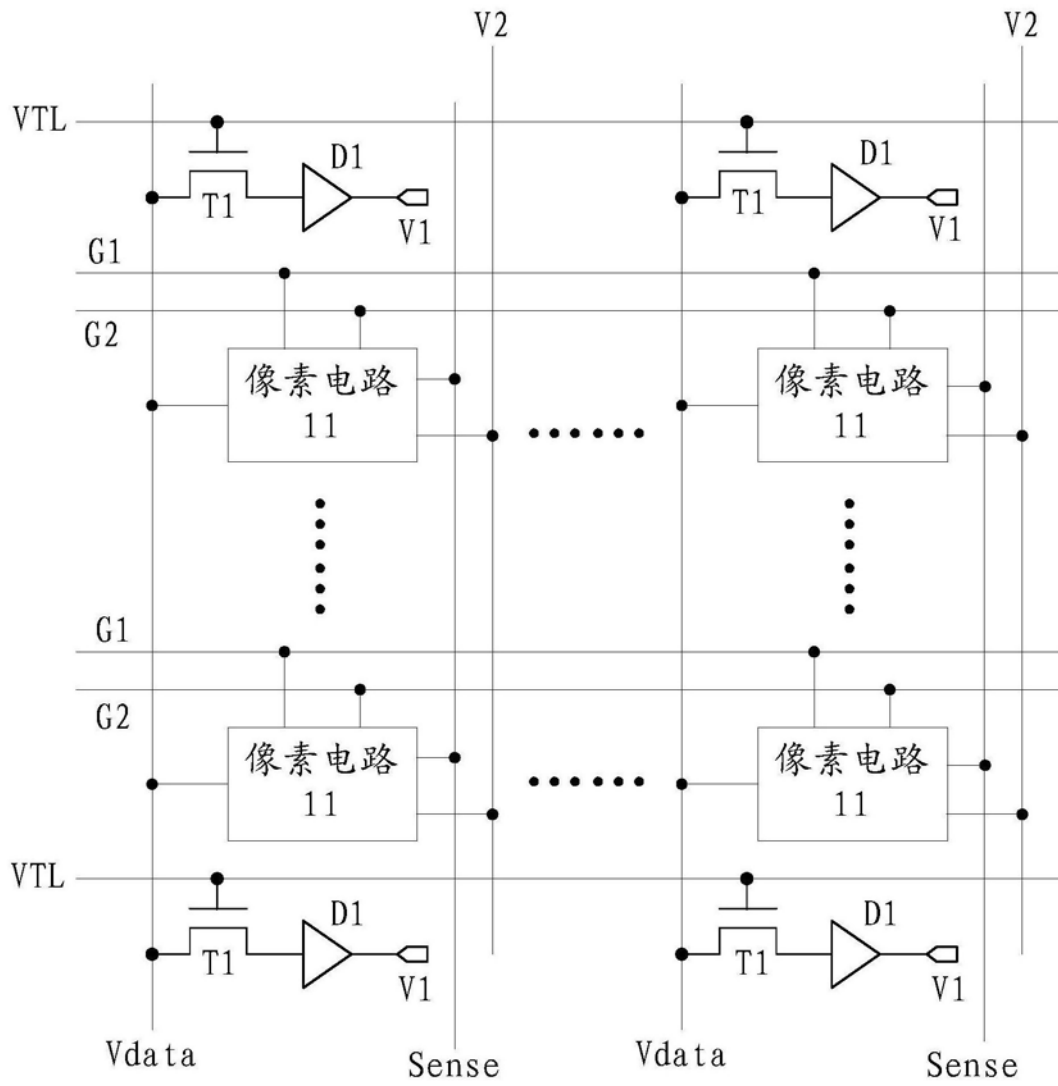 V2 V2
VTL
D1 D1
T1 T1
V1 V1
G1
G2
像素电路 像素电路
11 11
G1
G2
像素电路 像素电路
11 11
VTL
D1 D1
T1 T1
V1 V1
Vdata Vdata
Sense Sense